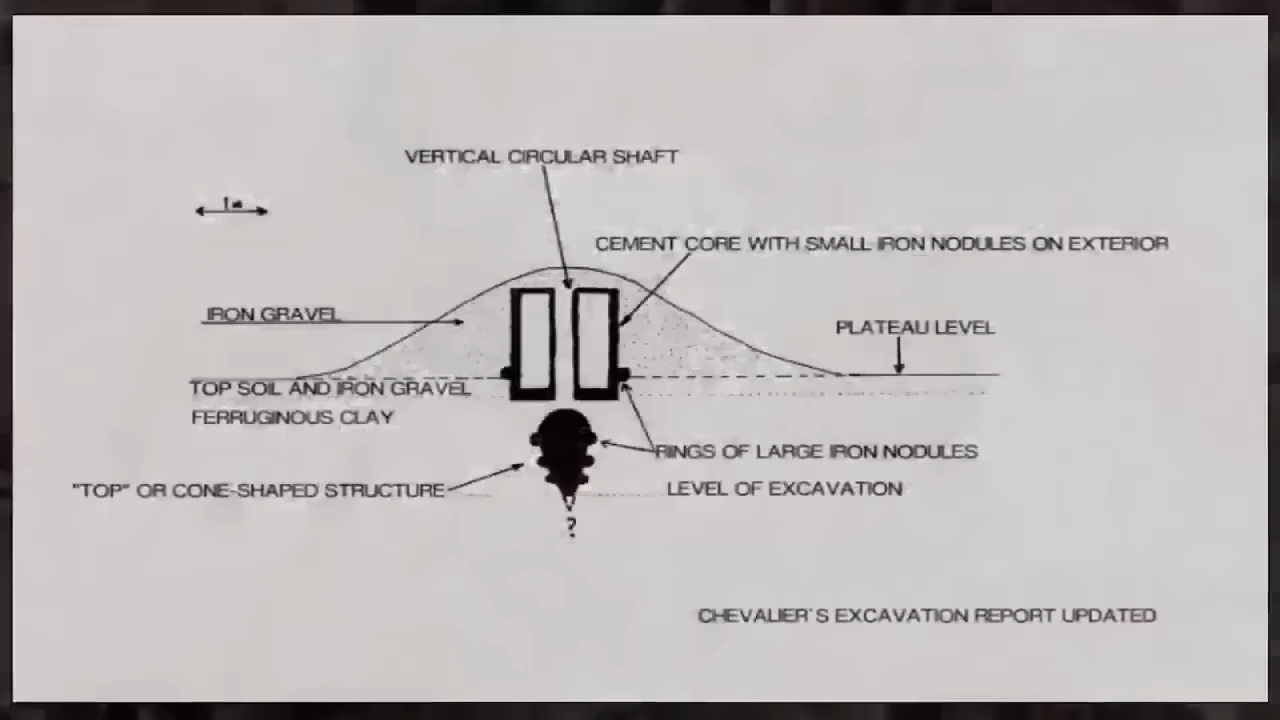 VERTICAL CIRCULAR SHAFT
CEMENT CORE WITH SMALL IRON NODULES ON EXTERIOR
IRON GRAVEL
PLATEAU LEVEL
TOP SOIL AND IRON GRAVEL
FERRUGINOUS CLAY
RINGS OF LARGE IRON NODULES
"TOP" OR CONE-SHAPED STRUCTURE
LEVEL OF EXCAVATION
?
CHEVALIER'S EXCAVATION REPORT UPDATED